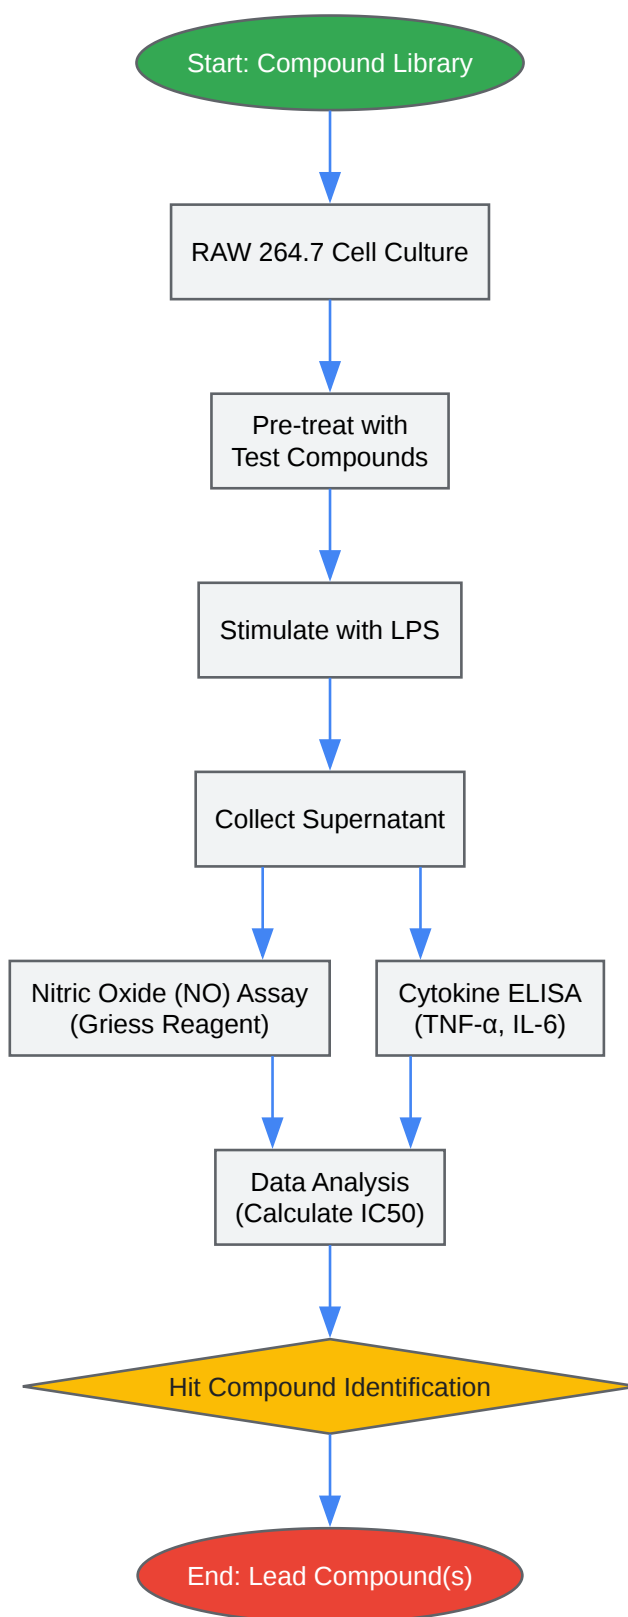 Start: Compound Library
RAW 264.7 Cell Culture
Pre-treat with
Test Compounds
Stimulate with LPS
Collect Supernatant
Nitric Oxide (NO) Assay
(Griess Reagent)
Cytokine ELISA
(TNF-α, IL-6)
Data Analysis
(Calculate IC50)
Hit Compound Identification
End: Lead Compound(s)